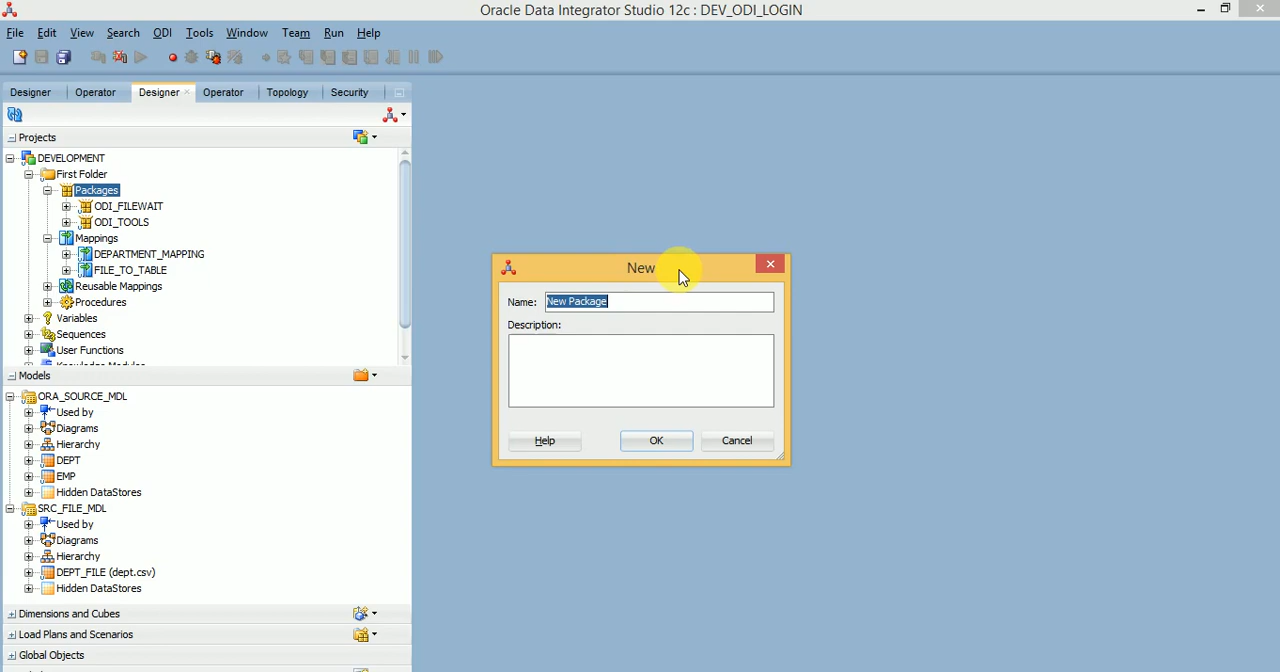 Oracle Data Integrator Studio 12c : DEV_ODI_LOGIN
File Edit View Search ODI Tools Window Team Run Help
Designer Operator Designer Operator Topology Security
Projects
DEVELOPMENT
First Folder
Packages
ODI_FILEWAIT
ODI_TOOLS
Mappings
DEPARTMENT_MAPPING
FILE_TO_TABLE
Reusable Mappings
Procedures
Variables
Sequences
User Functions
Knowledge Modules
Models
ORA_SOURCE_MDL
Used by
Diagrams
Hierarchy
DEPT
EMP
Hidden DataStores
SRC_FILE_MDL
Used by
Diagrams
Hierarchy
DEPT_FILE (dept.csv)
Hidden DataStores
Dimensions and Cubes
Load Plans and Scenarios
Global Objects
New
Name: New Package
Description:
Help OK Cancel